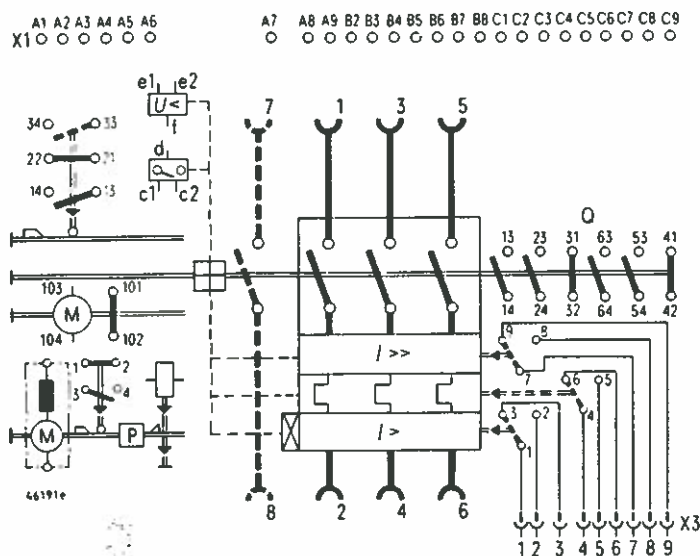 A1 A2 A3 A4 A5 A6 A7 A8 A9 B2 B3 B4 B5 B6 B7 B8 C1 C2 C3 C4 C5 C6 C7 C8 C9
X1
e1 e2
U<
f
34 33
22 21
14 13
d
c1 c2
7 1 3 5
Q
13 23 31 63 53 41
14 24 32 64 54 42
103 101
M
104 102
I >>
9 8
7
1 2
3 4
6 5
4
M P
I >
3 2
1
46191e
8 2 4 6
X3
1 2 3 4 5 6 7 8 9